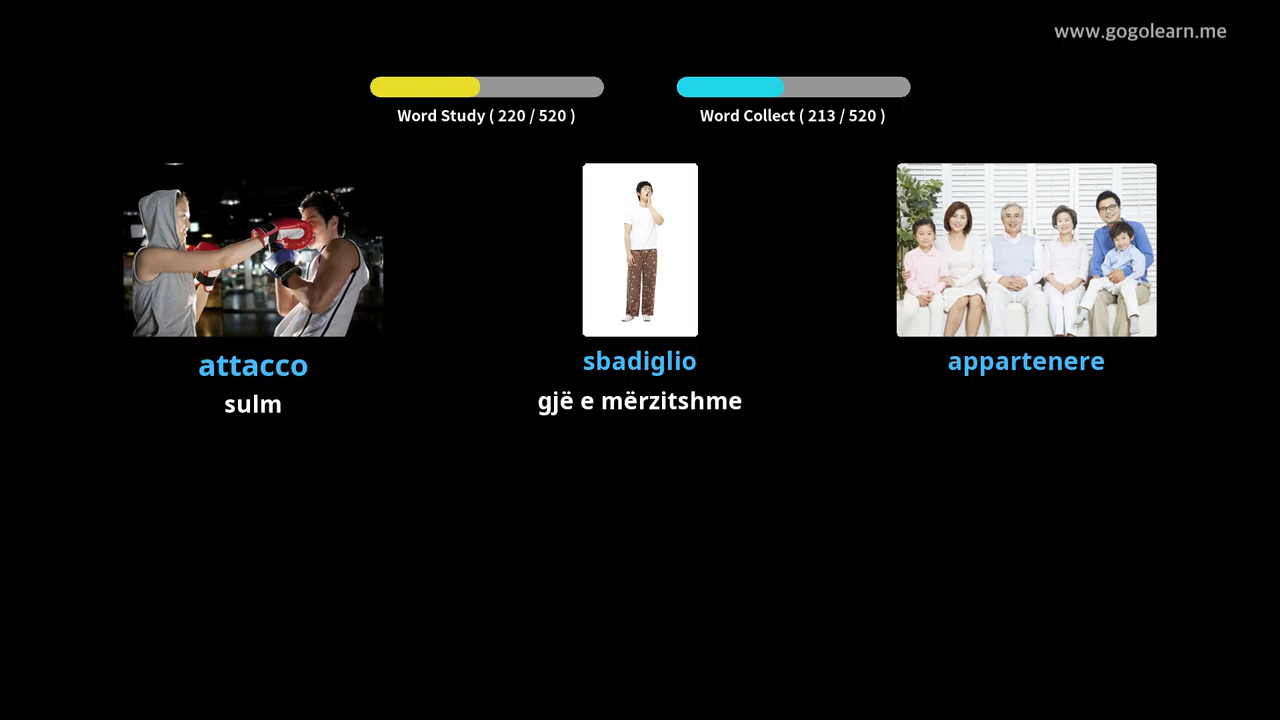 www.gogolearn.me
Word Study ( 220 / 520 )
Word Collect ( 213 / 520 )
attacco
sbadiglio
appartenere
sulm
gjë e mërzitshme